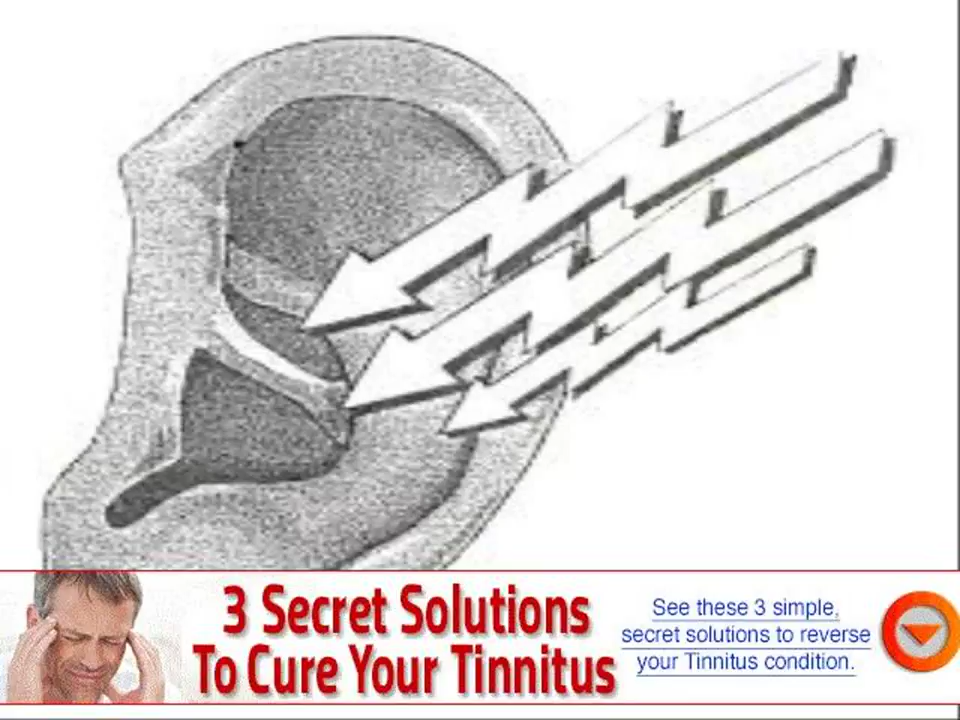 3 Secret Solutions
To Cure Your Tinnitus
See these 3 simple,
secret solutions to reverse
your Tinnitus condition.